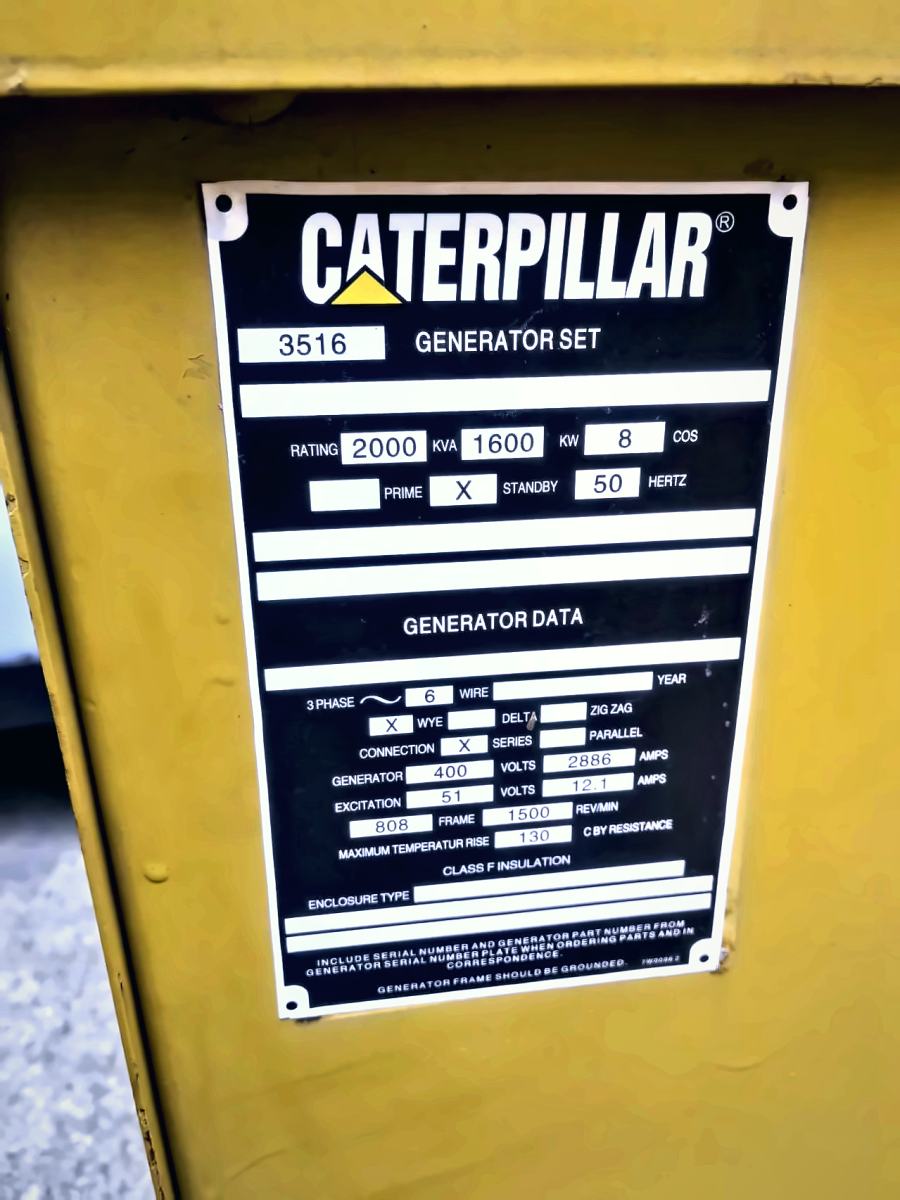 CATERPILLAR®
3516 GENERATOR SET
RATING 2000 KVA 1600 KW 8 COS
PRIME X STANDBY 50 HERTZ
GENERATOR DATA
3 PHASE 6 WIRE YEAR
X WYE DELTA ZIG ZAG
CONNECTION X SERIES PARALLEL
GENERATOR 400 VOLTS 2886 AMPS
EXCITATION 51 VOLTS 12.1 AMPS
808 FRAME 1500 REV/MIN
MAXIMUM TEMPERATUR RISE 130 C BY RESISTANCE
CLASS F INSULATION
ENCLOSURE TYPE
INCLUDE SERIAL NUMBER AND GENERATOR PART NUMBER FROM
GENERATOR SERIAL NUMBER PLATE WHEN ORDERING PARTS AND IN
CORRESPONDENCE.
GENERATOR FRAME SHOULD BE GROUNDED.